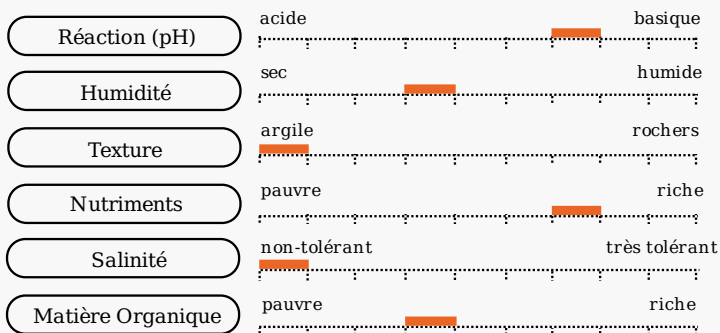 acide basique
Réaction (pH)
sec humide
Humidité
argile rochers
Texture
pauvre riche
Nutriments
non-tolérant très tolérant
Salinité
pauvre riche
Matière Organique